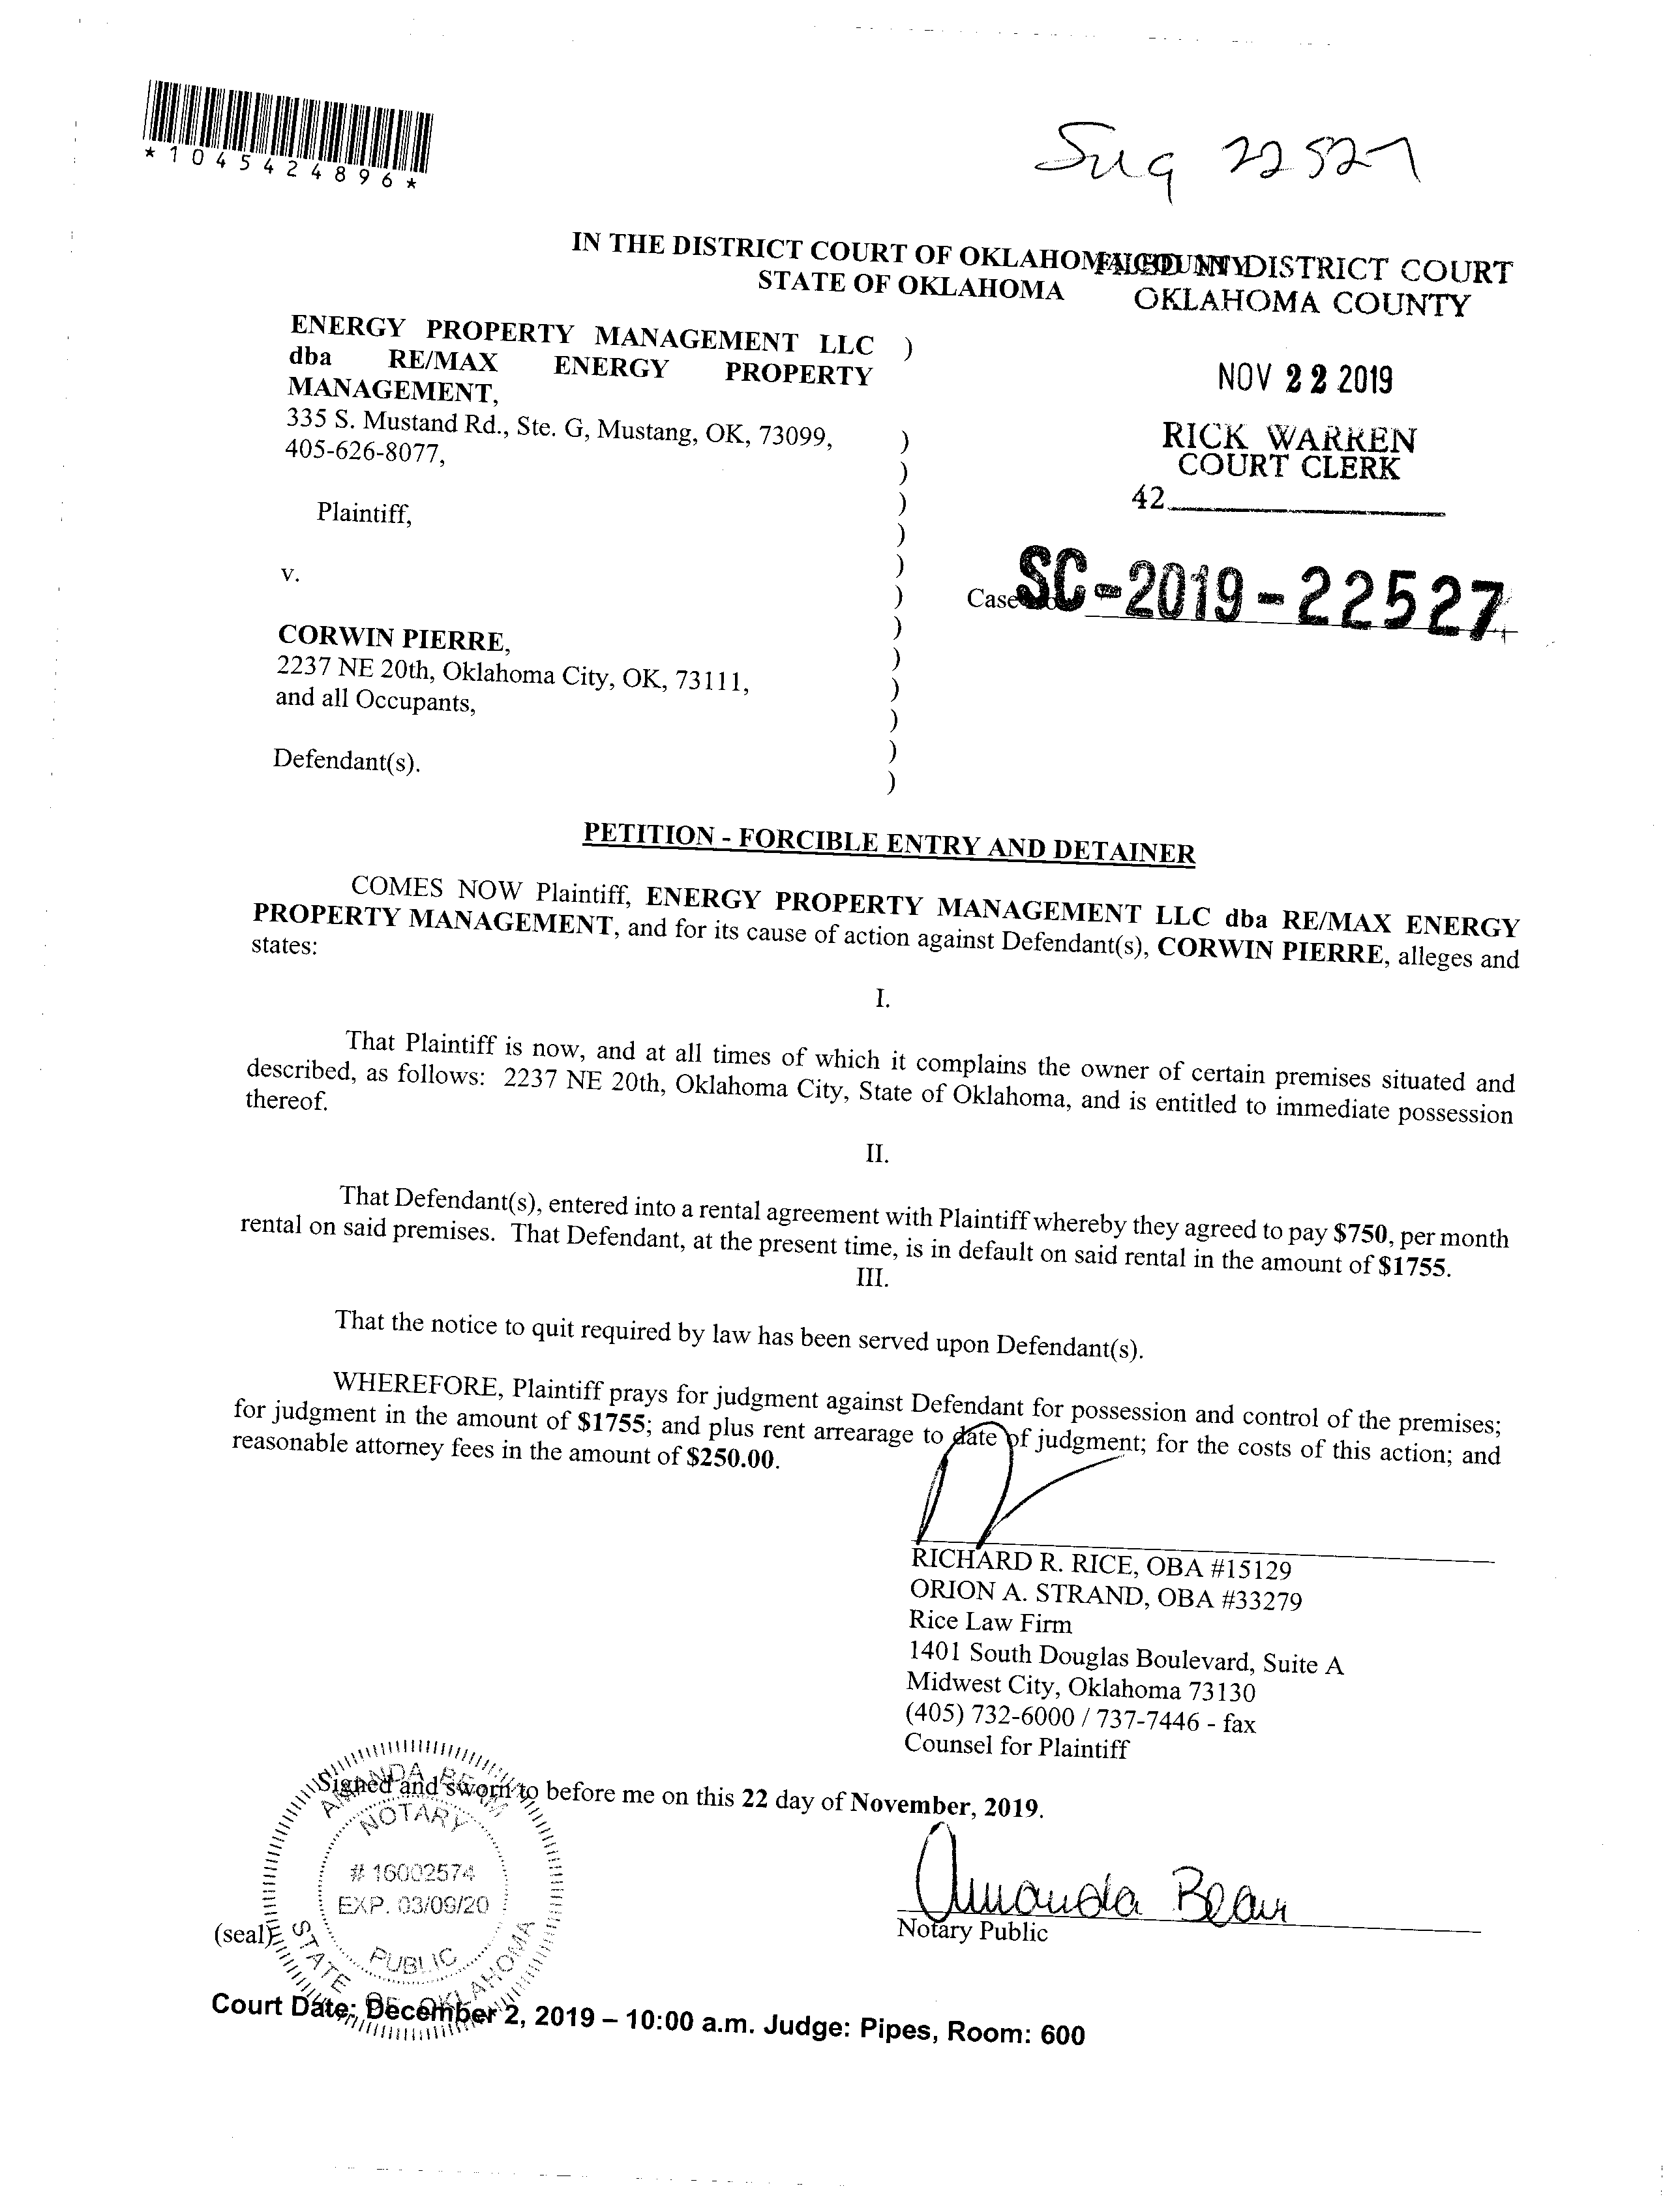 *1045424896*
Sug 22527
IN THE DISTRICT COURT OF OKLAHOMA COUNTY
STATE OF OKLAHOMA
FILED IN DISTRICT COURT
OKLAHOMA COUNTY
NOV 22 2019
RICK WARREN
COURT CLERK
42
ENERGY PROPERTY MANAGEMENT LLC )
dba RE/MAX ENERGY PROPERTY
MANAGEMENT,
335 S. Mustand Rd., Ste. G, Mustang, OK, 73099, )
405-626-8077, )
)
Plaintiff, )
)
v. )
Case No. SC-2019-22527
)
CORWIN PIERRE, )
2237 NE 20th, Oklahoma City, OK, 73111, )
and all Occupants, )
)
Defendant(s). )
PETITION - FORCIBLE ENTRY AND DETAINER
COMES NOW Plaintiff, ENERGY PROPERTY MANAGEMENT LLC dba RE/MAX ENERGY
PROPERTY MANAGEMENT, and for its cause of action against Defendant(s), CORWIN PIERRE, alleges and
states:
I.
That Plaintiff is now, and at all times of which it complains the owner of certain premises situated and
described, as follows: 2237 NE 20th, Oklahoma City, State of Oklahoma, and is entitled to immediate possession
thereof.
II.
That Defendant(s), entered into a rental agreement with Plaintiff whereby they agreed to pay $750, per month
rental on said premises. That Defendant, at the present time, is in default on said rental in the amount of $1755.
III.
That the notice to quit required by law has been served upon Defendant(s).
WHEREFORE, Plaintiff prays for judgment against Defendant for possession and control of the premises;
for judgment in the amount of $1755; and plus rent arrearage to date of judgment; for the costs of this action; and
reasonable attorney fees in the amount of $250.00.
RICHARD R. RICE, OBA #15129
ORION A. STRAND, OBA #33279
Rice Law Firm
1401 South Douglas Boulevard, Suite A
Midwest City, Oklahoma 73130
(405) 732-6000 / 737-7446 - fax
Counsel for Plaintiff
Signed and sworn to before me on this 22 day of November, 2019.
AMANDA BEAM
NOTARY
# 16002574
EXP. 03/09/20
PUBLIC
STATE OF OKLAHOMA
Amanda Beam
Notary Public
(seal)
Court Date: December 2, 2019 – 10:00 a.m. Judge: Pipes, Room: 600